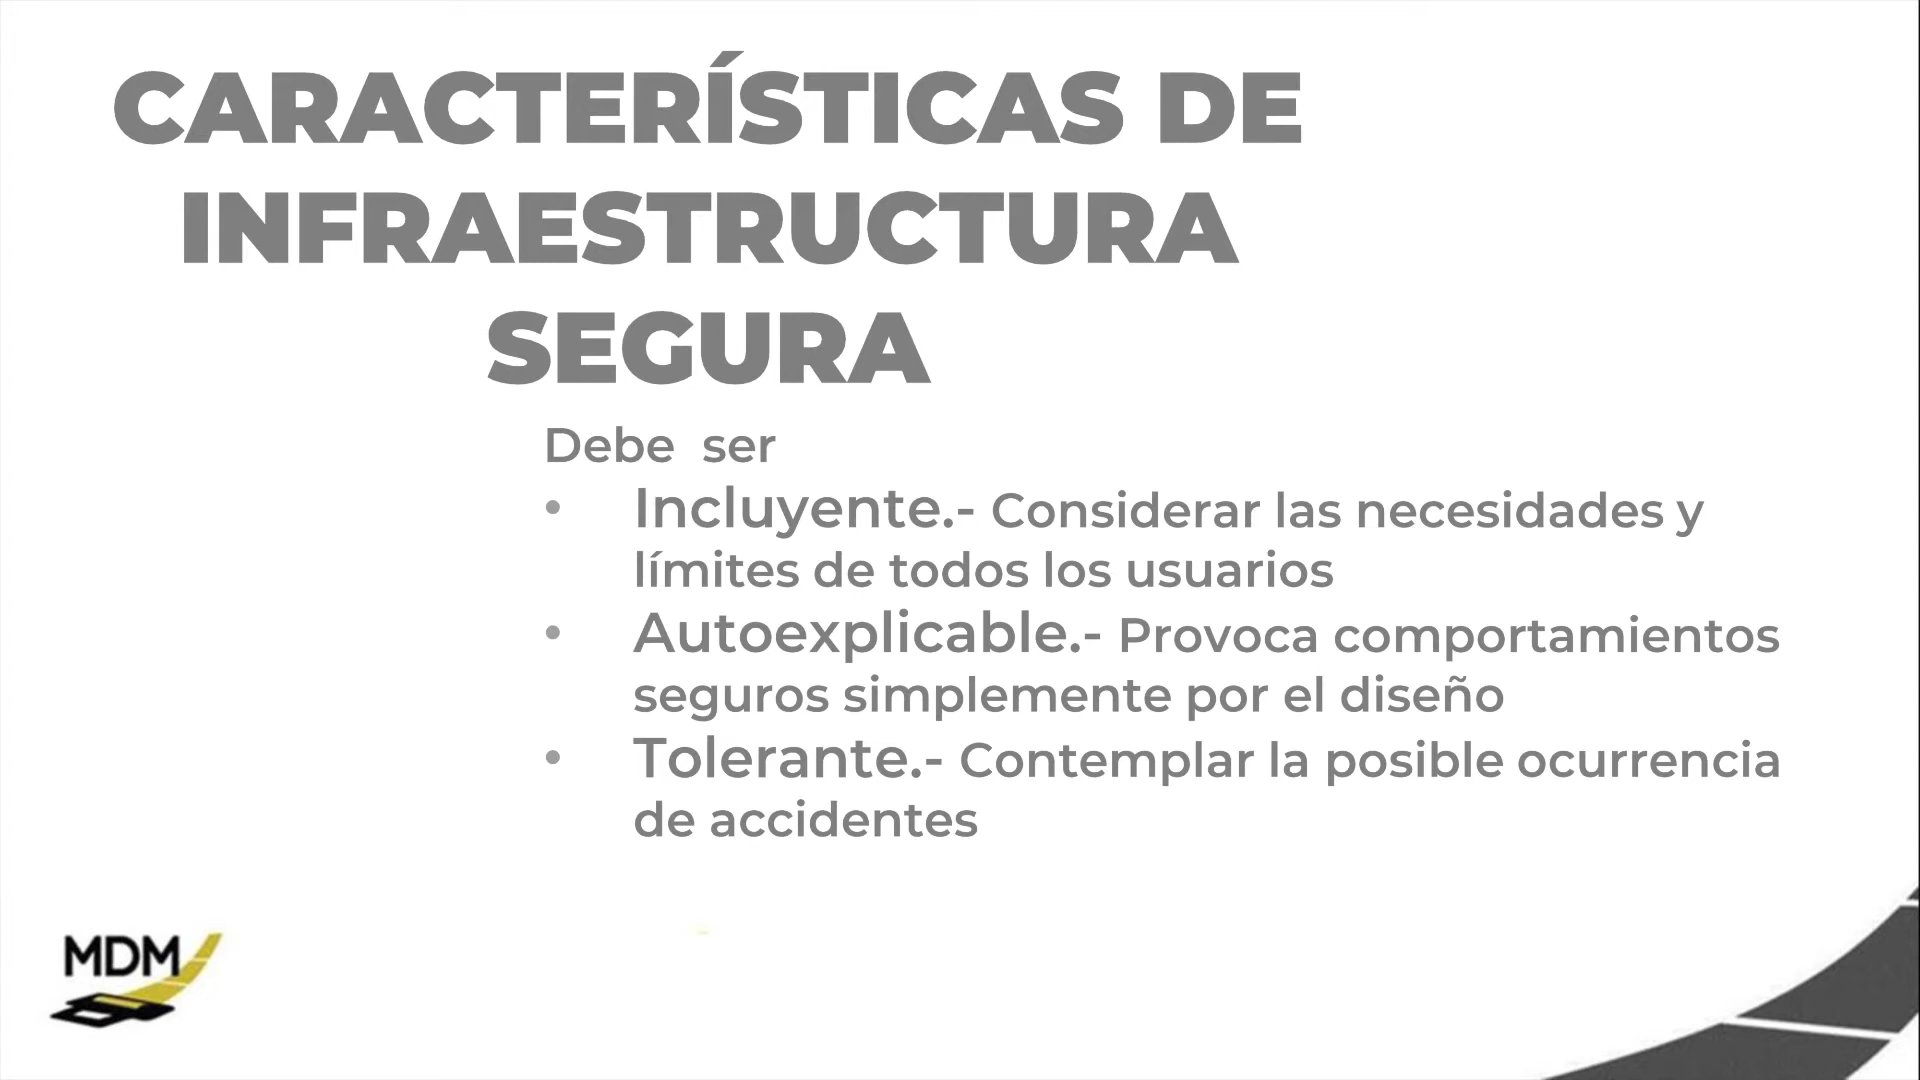 CARACTERÍSTICAS DE
INFRAESTRUCTURA
SEGURA
Debe  ser
• Incluyente.- Considerar las necesidades y
límites de todos los usuarios
• Autoexplicable.- Provoca comportamientos
seguros simplemente por el diseño
• Tolerante.- Contemplar la posible ocurrencia
de accidentes
MDM